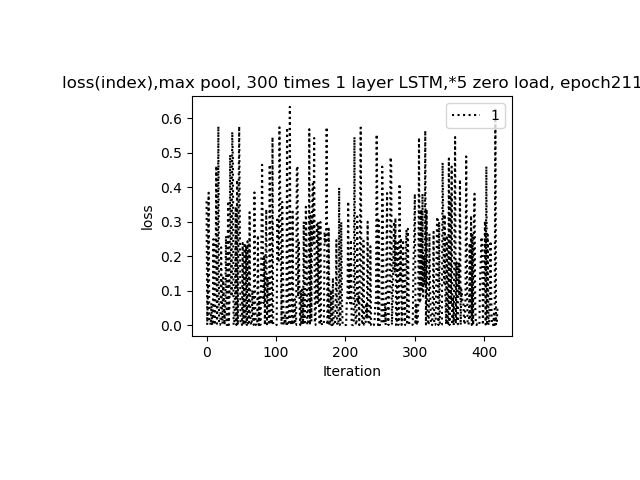 loss(index),max pool, 300 times 1 layer LSTM,*5 zero load, epoch211
1
0.6
0.5
0.4
0.3
0.2
0.1
0.0
loss
0 100 200 300 400
Iteration